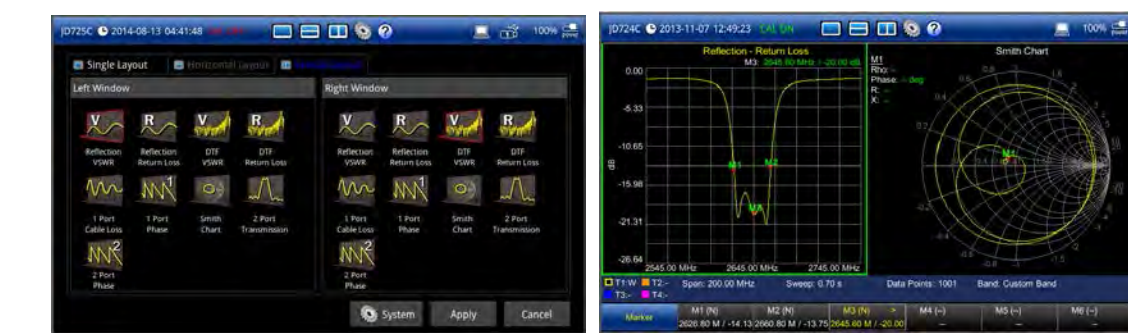 JD725C 2014-08-13 04:41:48
100%
Single Layout Horizontal Layout
Left Window
Reflection VSWR
Reflection Return Loss
DTF VSWR
DTF Return Loss
1 Port Cable Loss
1 Port Phase
Smith Chart
2 Port Transmission
2 Port Phase
Right Window
Reflection VSWR
Reflection Return Loss
DTF VSWR
DTF Return Loss
1 Port Cable Loss
1 Port Phase
Smith Chart
2 Port Transmission
2 Port Phase
System Apply Cancel
JD724C 2013-11-07 12:49:23 CAL ON
100%
Reflection - Return Loss
M3: 2645.60 MHz / -20.00 dB
0.00
-5.33
-10.65
dB
-15.98
-21.31
-26.64
M1 M2
M3
2545.00 MHz 2645.00 MHz 2745.00 MHz
Smith Chart
M1
Rho: --
Phase: -- deg
R: --
X: --
T1:W T2:- Span: 200.00 MHz Sweep: 0.70 s Data Points: 1001 Band: Custom Band
T3:- T4:-
Marker M1 (N) M2 (N) M3 (N) > M4 (--) M5 (--) M6 (--)
2626.80 M / -14.13 2660.80 M / -13.75 2645.60 M / -20.00